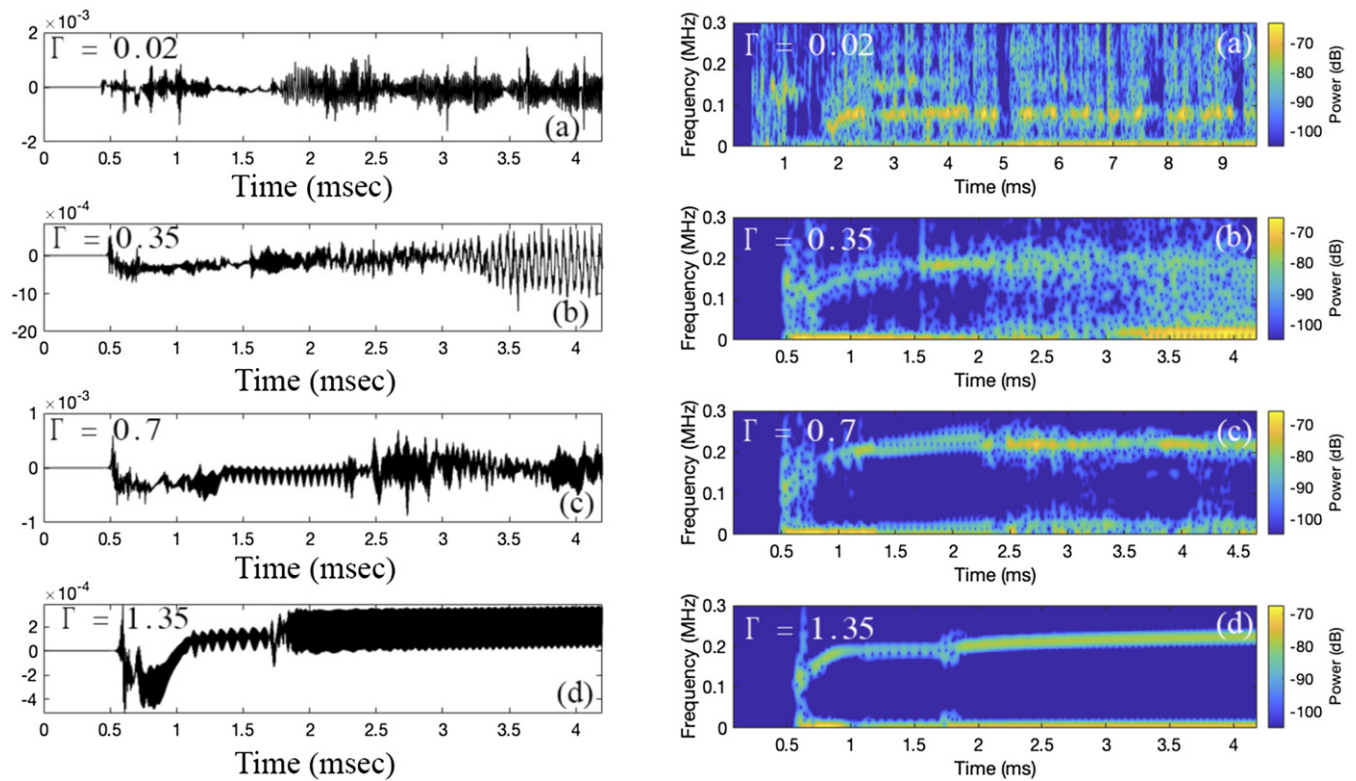 ×10⁻³
Γ = 0.02
2
0
-2
(a)
0 0.5 1 1.5 2 2.5 3 3.5 4
Time (msec)
×10⁻⁴
Γ = 0.35
0
-10
-20
(b)
0 0.5 1 1.5 2 2.5 3 3.5 4
Time (msec)
×10⁻³
Γ = 0.7
1
0
-1
(c)
0 0.5 1 1.5 2 2.5 3 3.5 4
Time (msec)
×10⁻⁴
Γ = 1.35
2
0
-2
-4
(d)
0 0.5 1 1.5 2 2.5 3 3.5 4
Time (msec)
Γ = 0.02
(a)
Frequency (MHz)
0.3
0.2
0.1
0
1 2 3 4 5 6 7 8 9
Time (ms)
-70
-80
-90
-100
Power (dB)
Γ = 0.35
(b)
Frequency (MHz)
0.3
0.2
0.1
0
0.5 1 1.5 2 2.5 3 3.5 4
Time (ms)
-70
-80
-90
-100
Power (dB)
Γ = 0.7
(c)
Frequency (MHz)
0.3
0.2
0.1
0
0.5 1 1.5 2 2.5 3 3.5 4 4.5
Time (ms)
-70
-80
-90
-100
Power (dB)
Γ = 1.35
(d)
Frequency (MHz)
0.3
0.2
0.1
0
0.5 1 1.5 2 2.5 3 3.5 4
Time (ms)
-70
-80
-90
-100
Power (dB)